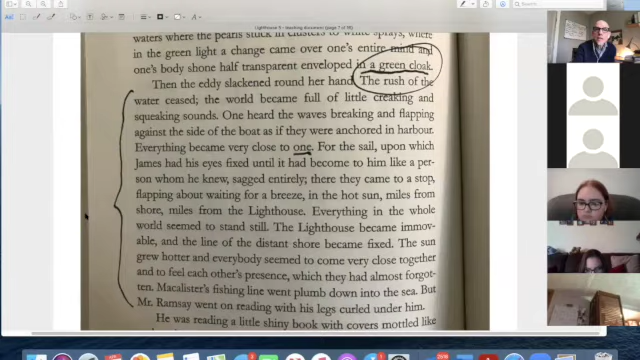 Lighthouse 5 - teaching document (page 7 of 18)
waters where the pearls stuck in clusters to white sprays, where
in the green light a change came over one's entire mind and
one's body shone half transparent enveloped in a green cloak.
Then the eddy slackened round her hand. The rush of the
water ceased; the world became full of little creaking and
squeaking sounds. One heard the waves breaking and flapping
against the side of the boat as if they were anchored in harbour.
Everything became very close to one. For the sail, upon which
James had his eyes fixed until it had become to him like a per-
son whom he knew, sagged entirely; there they came to a stop,
flapping about waiting for a breeze, in the hot sun, miles from
shore, miles from the Lighthouse. Everything in the whole
world seemed to stand still. The Lighthouse became immov-
able, and the line of the distant shore became fixed. The sun
grew hotter and everybody seemed to come very close together
and to feel each other's presence, which they had almost forgot-
ten. Macalister's fishing line went plumb down into the sea. But
Mr. Ramsay went on reading with his legs curled under him.
He was reading a little shiny book with covers mottled like